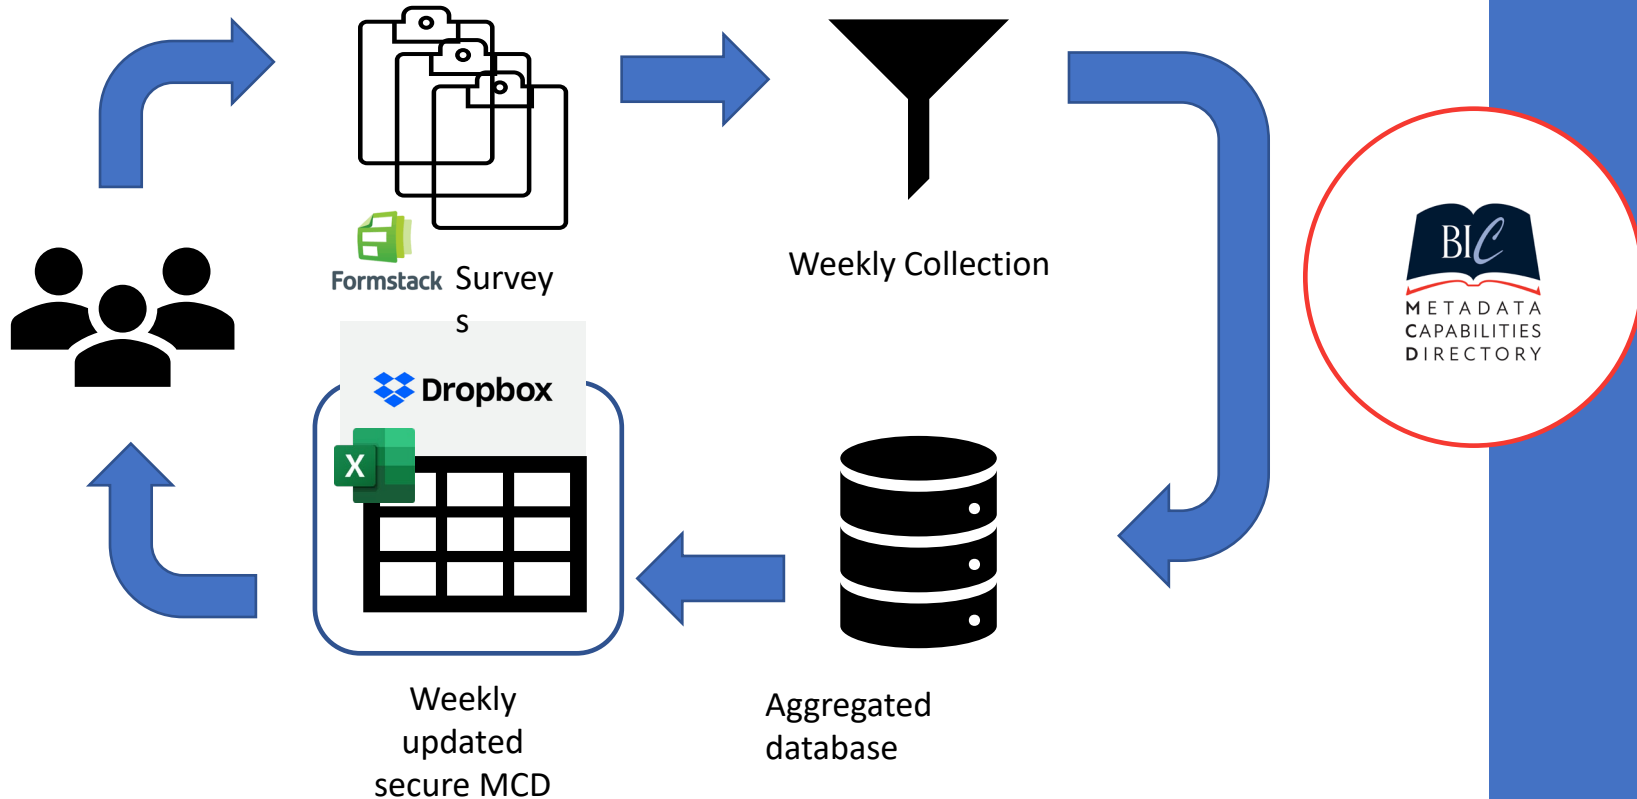 Formstack
Survey
s
Weekly Collection
BIC
METADATA
CAPABILITIES
DIRECTORY
Dropbox
X
Weekly
updated
secure MCD
Aggregated
database